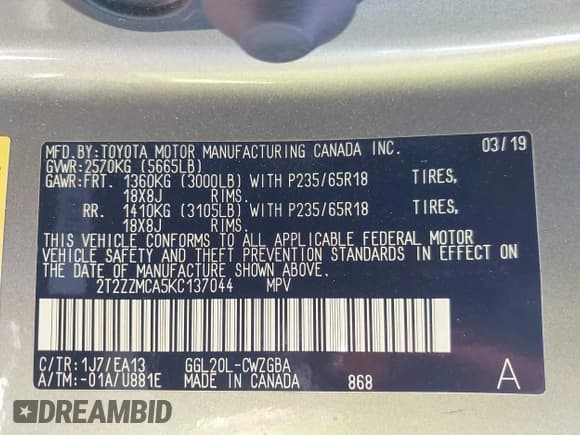 MFD.BY:TOYOTA MOTOR MANUFACTURING CANADA INC. 03/19
GVWR:2570KG (5665LB)
GAWR:FRT. 1360KG (3000LB) WITH P235/65R18 TIRES,
18X8J RIMS.
RR. 1410KG (3105LB) WITH P235/65R18 TIRES,
18X8J RIMS.
THIS VEHICLE CONFORMS TO ALL APPLICABLE FEDERAL MOTOR
VEHICLE SAFETY AND THEFT PREVENTION STANDARDS IN EFFECT ON
THE DATE OF MANUFACTURE SHOWN ABOVE.
2T2ZZMCA5KC137044 MPV
C/TR:1J7/EA13 GGL20L-CWZGBA A
A/TM:-01A/U881E MADE IN CANADA 868
DREAMBID